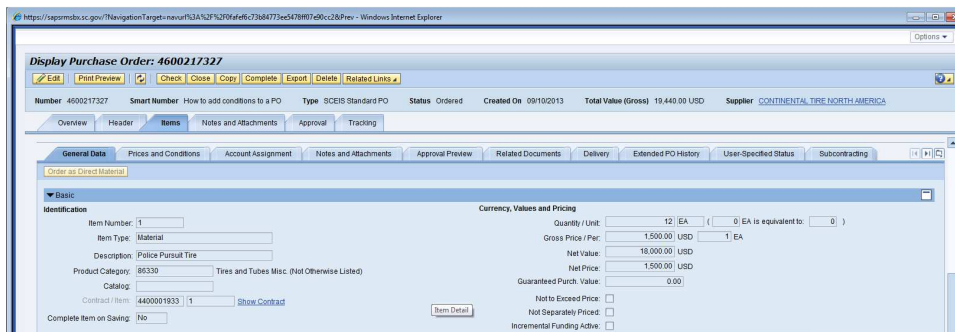 https://sapsrmsbx.sc.gov/?NavigationTarget=navurl%3A%2F%2F0fafef6c73b84773ee5478ff07e90cc2&Prev - Windows Internet Explorer
Options
Display Purchase Order: 4600217327
Edit Print Preview Check Close Copy Complete Export Delete Related Links
Number 4600217327 Smart Number How to add conditions to a PO Type SCEIS Standard PO Status Ordered Created On 09/10/2013 Total Value (Gross) 19,440.00 USD Supplier CONTINENTAL TIRE NORTH AMERICA
Overview Header Items Notes and Attachments Approval Tracking
General Data Prices and Conditions Account Assignment Notes and Attachments Approval Preview Related Documents Delivery Extended PO History User-Specified Status Subcontracting
Order as Direct Material
Basic
Identification Currency, Values and Pricing
Item Number: 1 Quantity / Unit: 12 EA ( 0 EA is equivalent to: 0 )
Item Type: Material Gross Price / Per: 1,500.00 USD 1 EA
Description: Police Pursuit Tire Net Value: 18,000.00 USD
Product Category: 86330 Tires and Tubes Misc. (Not Otherwise Listed) Net Price: 1,500.00 USD
Catalog: Guaranteed Purch. Value: 0.00
Contract / Item: 4400001933 1 Show Contract Not to Exceed Price:
Item Detail Not Separately Priced:
Complete Item on Saving: No Incremental Funding Active: